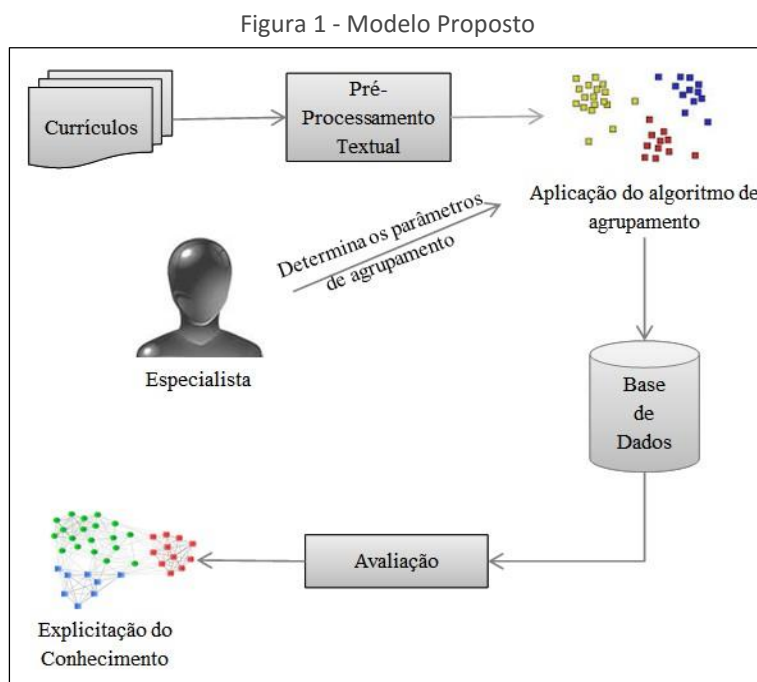 Figura 1 - Modelo Proposto
Currículos
Pré-
Processamento
Textual
Aplicação do algoritmo de
agrupamento
Determina os parâmetros
de agrupamento
Especialista
Base
de
Dados
Avaliação
Explicitação do
Conhecimento